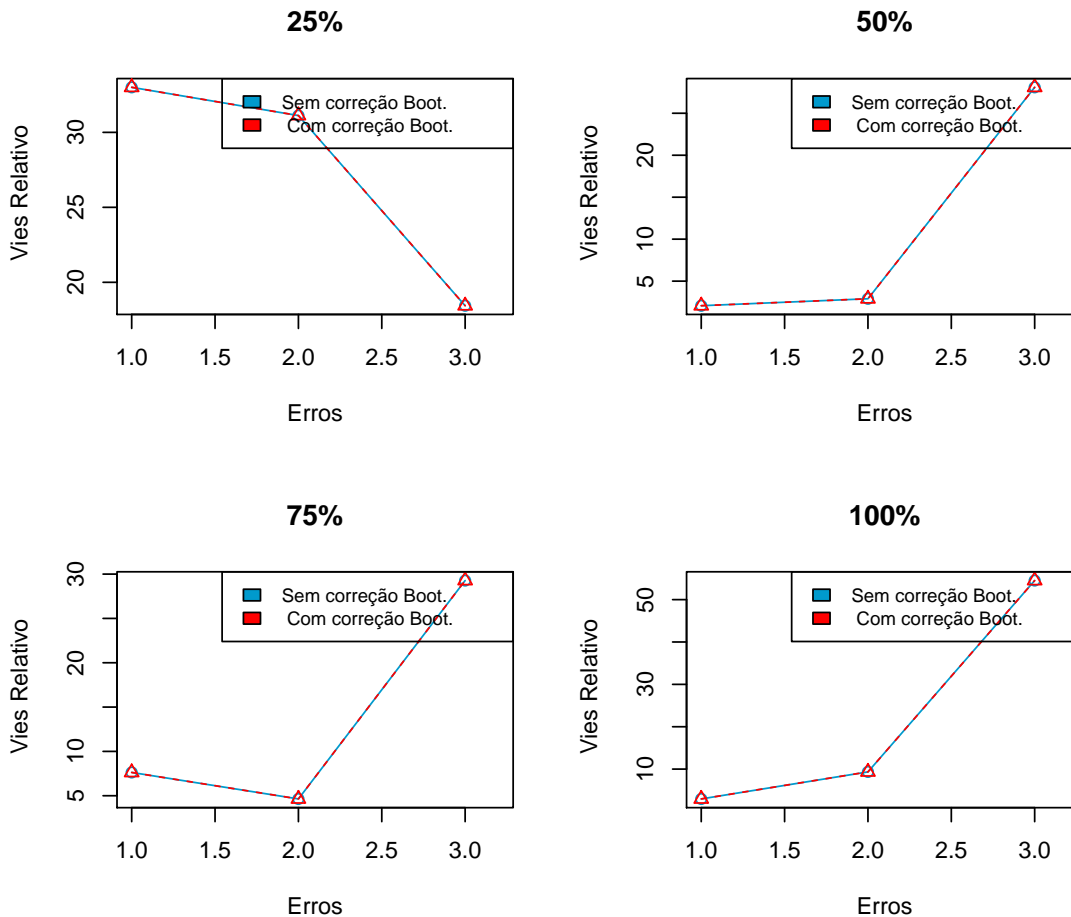 25%
Vies Relativo
30
25
20
Sem correção Boot.
Com correção Boot.
1.0 1.5 2.0 2.5 3.0
Erros
50%
Vies Relativo
20
10
5
Sem correção Boot.
Com correção Boot.
1.0 1.5 2.0 2.5 3.0
Erros
75%
Vies Relativo
30
20
10
5
Sem correção Boot.
Com correção Boot.
1.0 1.5 2.0 2.5 3.0
Erros
100%
Vies Relativo
50
30
10
Sem correção Boot.
Com correção Boot.
1.0 1.5 2.0 2.5 3.0
Erros